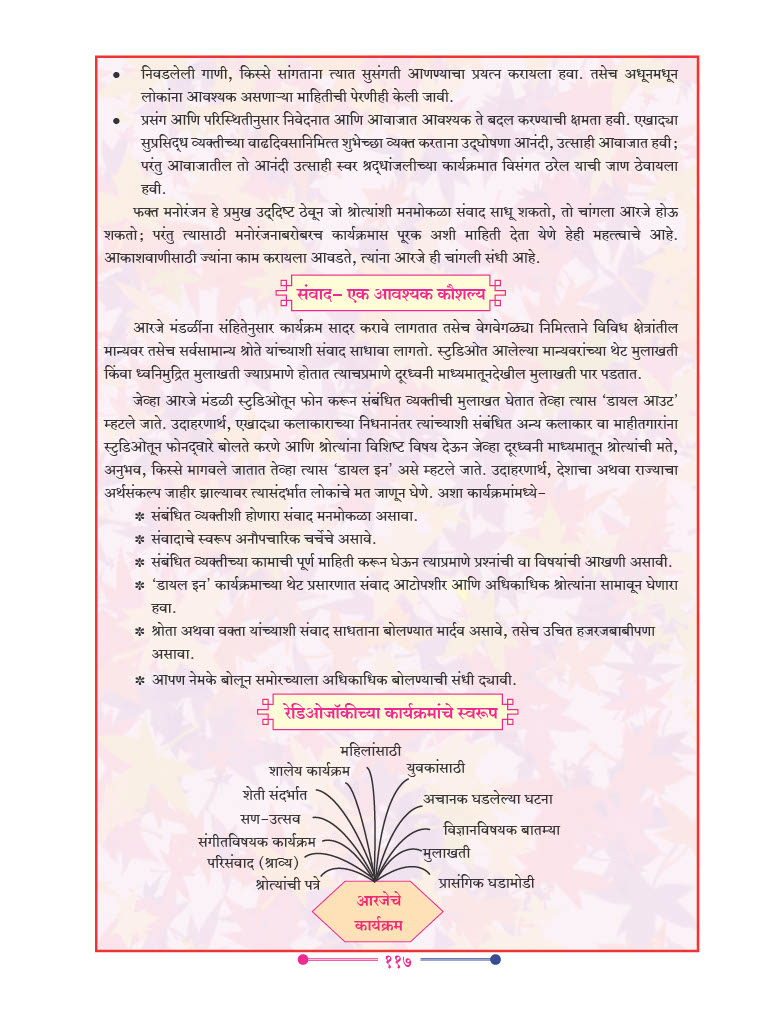 ● निवडलेली गाणी, किस्से सांगताना त्यात सुसंगती आणण्याचा प्रयत्न करायला हवा. तसेच अधूनमधून
लोकांना आवश्यक असणाऱ्या माहितीची पेरणीही केली जावी.
● प्रसंग आणि परिस्थितीनुसार निवेदनात आणि आवाजात आवश्यक ते बदल करण्याची क्षमता हवी. एखाद्या
सुप्रसिद्ध व्यक्तीच्या वाढदिवसानिमित्त शुभेच्छा व्यक्त करताना उद्घोषणा आनंदी, उत्साही आवाजात हवी;
परंतु आवाजातील तो आनंदी उत्साही स्वर श्रद्धांजलीच्या कार्यक्रमात विसंगत ठरेल याची जाण ठेवायला
हवी.
फक्त मनोरंजन हे प्रमुख उद्दिष्ट ठेवून जो श्रोत्यांशी मनमोकळा संवाद साधू शकतो, तो चांगला आरजे होऊ
शकतो; परंतु त्यासाठी मनोरंजनाबरोबरच कार्यक्रमास पूरक अशी माहिती देता येणे हेही महत्त्वाचे आहे.
आकाशवाणीसाठी ज्यांना काम करायला आवडते, त्यांना आरजे ही चांगली संधी आहे.
संवाद– एक आवश्यक कौशल्य
आरजे मंडळींना संहितेनुसार कार्यक्रम सादर करावे लागतात तसेच वेगवेगळ्या निमित्ताने विविध क्षेत्रांतील
मान्यवर तसेच सर्वसामान्य श्रोते यांच्याशी संवाद साधावा लागतो. स्टुडिओत आलेल्या मान्यवरांच्या थेट मुलाखती
किंवा ध्वनिमुद्रित मुलाखती ज्याप्रमाणे होतात त्याचप्रमाणे दूरध्वनी माध्यमातूनदेखील मुलाखती पार पडतात.
जेव्हा आरजे मंडळी स्टुडिओतून फोन करून संबंधित व्यक्तीची मुलाखत घेतात तेव्हा त्यास ‘डायल आउट’
म्हटले जाते. उदाहरणार्थ, एखाद्या कलाकाराच्या निधनानंतर त्यांच्याशी संबंधित अन्य कलाकार वा माहीतगारांना
स्टुडिओतून फोनद्वारे बोलते करणे आणि श्रोत्यांना विशिष्ट विषय देऊन जेव्हा दूरध्वनी माध्यमातून श्रोत्यांची मते,
अनुभव, किस्से मागवले जातात तेव्हा त्यास ‘डायल इन’ असे म्हटले जाते. उदाहरणार्थ, देशाचा अथवा राज्याचा
अर्थसंकल्प जाहीर झाल्यावर त्यासंदर्भात लोकांचे मत जाणून घेणे. अशा कार्यक्रमांमध्ये–
✽ संबंधित व्यक्तीशी होणारा संवाद मनमोकळा असावा.
✽ संवादाचे स्वरूप अनौपचारिक चर्चेचे असावे.
✽ संबंधित व्यक्तीच्या कामाची पूर्ण माहिती करून घेऊन त्याप्रमाणे प्रश्नांची वा विषयांची आखणी असावी.
✽ ‘डायल इन’ कार्यक्रमाच्या थेट प्रसारणात संवाद आटोपशीर आणि अधिकाधिक श्रोत्यांना सामावून घेणारा
हवा.
✽ श्रोता अथवा वक्ता यांच्याशी संवाद साधताना बोलण्यात मार्दव असावे, तसेच उचित हजरजबाबीपणा
असावा.
✽ आपण नेमके बोलून समोरच्याला अधिकाधिक बोलण्याची संधी द्यावी.
रेडिओजॉकीच्या कार्यक्रमांचे स्वरूप
महिलांसाठी
शालेय कार्यक्रम
युवकांसाठी
शेती संदर्भात
अचानक घडलेल्या घटना
सण–उत्सव
विज्ञानविषयक बातम्या
संगीतविषयक कार्यक्रम
मुलाखती
परिसंवाद (श्राव्य)
श्रोत्यांची पत्रे
प्रासंगिक घडामोडी
आरजेचे
कार्यक्रम
११७